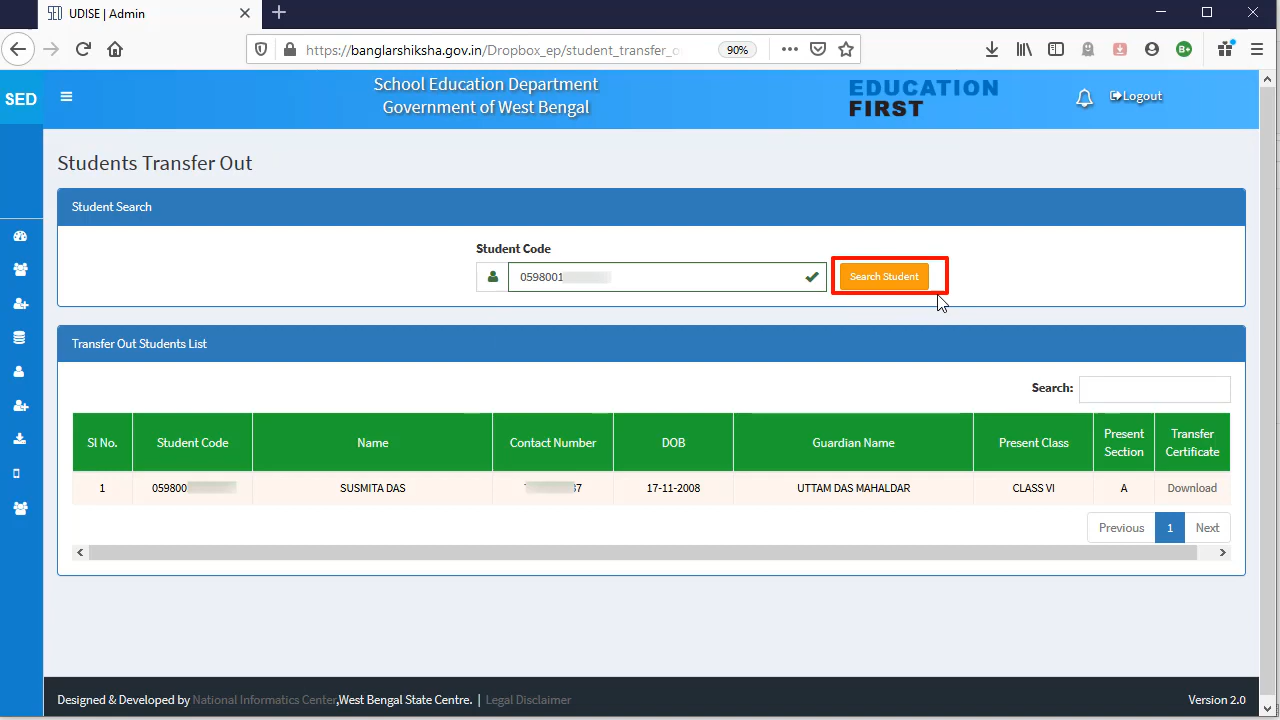 UDISE | Admin
https://banglarshiksha.gov.in/Dropbox_ep/student_transfer_o
90%
SED
School Education Department
Government of West Bengal
EDUCATION
FIRST
Logout
Students Transfer Out
Student Search
Student Code
0598001
Search Student
Transfer Out Students List
Search:
Sl No. Student Code Name Contact Number DOB Guardian Name Present Class Present Section Transfer Certificate
1 059800 SUSMITA DAS 17-11-2008 UTTAM DAS MAHALDAR CLASS VI A Download
Previous 1 Next
Designed & Developed by National Informatics Center,West Bengal State Centre. | Legal Disclaimer
Version 2.0